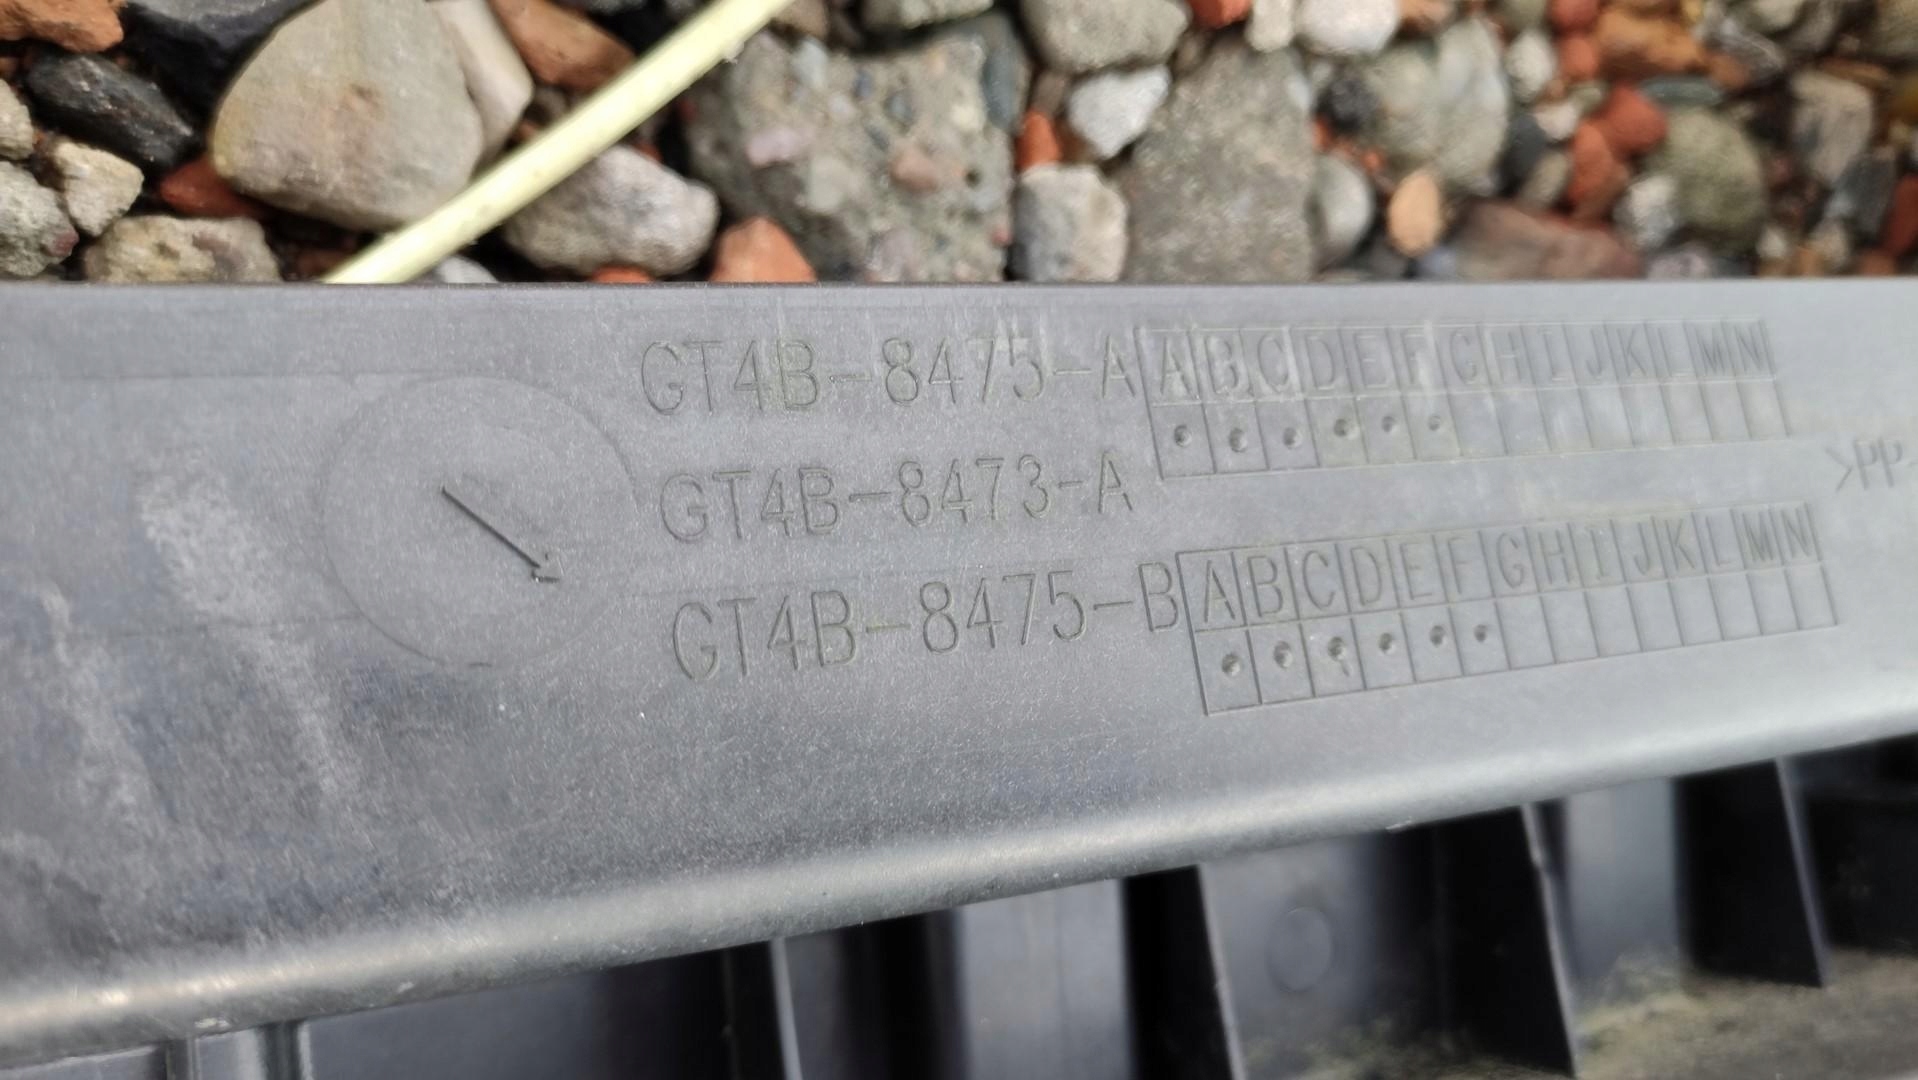 GT4B-8475-A A B C D E F G H I J K L M N
GT4B-8473-A
>PP-
GT4B-8475-B A B C D E F G H I J K L M N